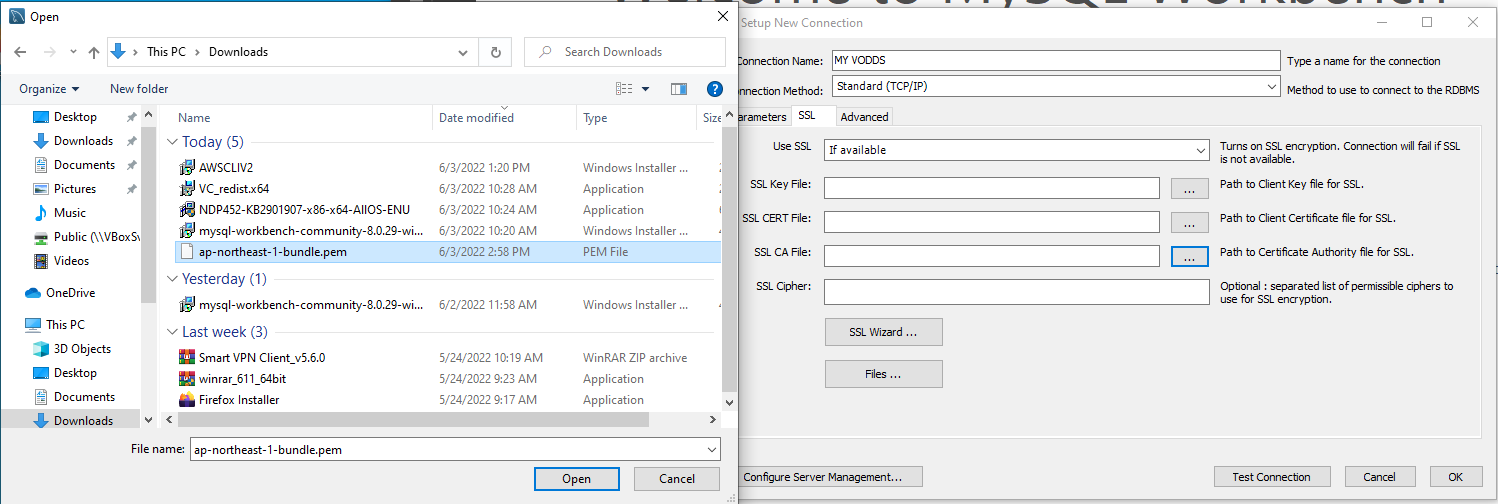 Open
This PC > Downloads
Search Downloads
Organize
New folder
Desktop
Downloads
Documents
Pictures
Music
Public (\\VBoxSv
Videos
OneDrive
This PC
3D Objects
Desktop
Documents
Downloads
Name Date modified Type Size
Today (5)
AWSCLIV2 6/3/2022 1:20 PM Windows Installer ...
VC_redist.x64 6/3/2022 10:28 AM Application
NDP452-KB2901907-x86-x64-AllOS-ENU 6/3/2022 10:24 AM Application
mysql-workbench-community-8.0.29-wi... 6/3/2022 10:20 AM Windows Installer ...
ap-northeast-1-bundle.pem 6/3/2022 2:58 PM PEM File
Yesterday (1)
mysql-workbench-community-8.0.29-wi... 6/2/2022 11:58 AM Windows Installer ...
Last week (3)
Smart VPN Client_v5.6.0 5/24/2022 10:19 AM WinRAR ZIP archive
winrar_611_64bit 5/24/2022 9:23 AM Application
Firefox Installer 5/24/2022 9:17 AM Application
File name: ap-northeast-1-bundle.pem
Open Cancel
Welcome to MySQL Workbench
Setup New Connection
Connection Name: MY VODDS Type a name for the connection
onnection Method: Standard (TCP/IP) Method to use to connect to the RDBMS
arameters SSL Advanced
Use SSL If available Turns on SSL encryption. Connection will fail if SSL
is not available.
SSL Key File: ... Path to Client Key file for SSL.
SSL CERT File: ... Path to Client Certificate file for SSL.
SSL CA File: ... Path to Certificate Authority file for SSL.
SSL Cipher: Optional : separated list of permissible ciphers to
use for SSL encryption.
SSL Wizard ...
Files ...
Configure Server Management... Test Connection Cancel OK